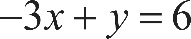 −3x + y = 6